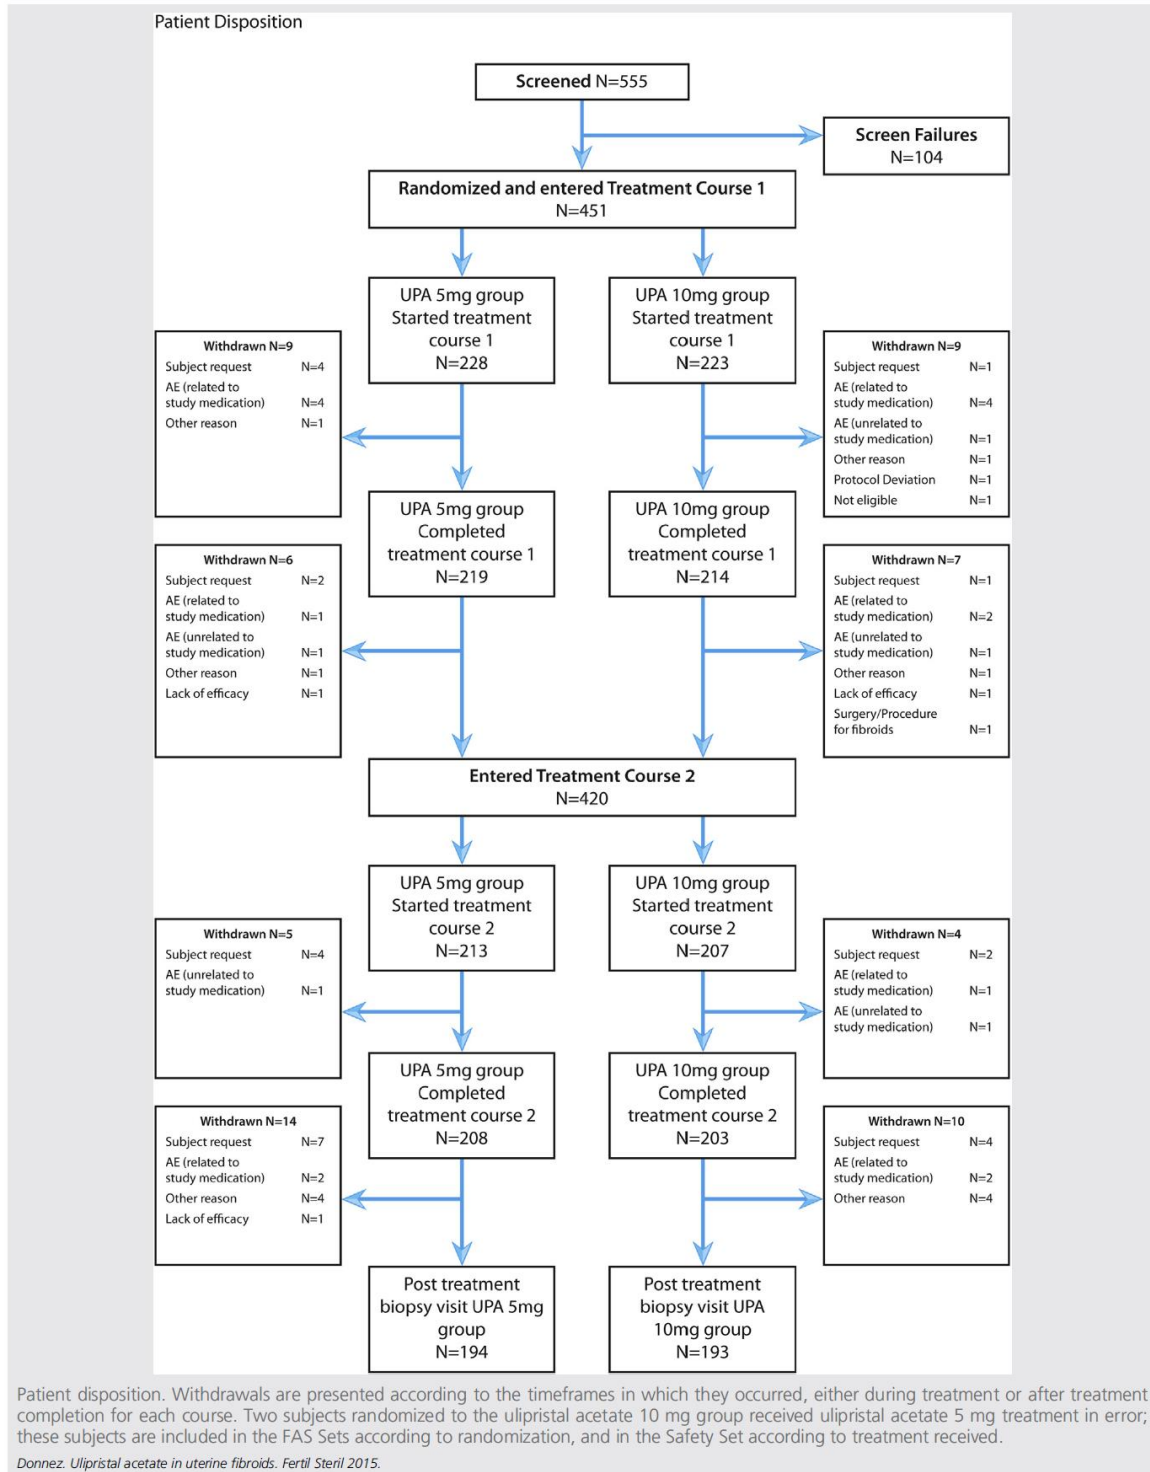 Patient Disposition
Screened N=555
Screen Failures
N=104
Randomized and entered Treatment Course 1
N=451
UPA 5mg group
Started treatment
course 1
N=228
UPA 10mg group
Started treatment
course 1
N=223
Withdrawn N=9
Subject request N=4
AE (related to
study medication) N=4
Other reason N=1
Withdrawn N=9
Subject request N=1
AE (related to
study medication) N=4
AE (unrelated to
study medication) N=1
Other reason N=1
Protocol Deviation N=1
Not eligible N=1
UPA 5mg group
Completed
treatment course 1
N=219
UPA 10mg group
Completed
treatment course 1
N=214
Withdrawn N=6
Subject request N=2
AE (related to
study medication) N=1
AE (unrelated to
study medication) N=1
Other reason N=1
Lack of efficacy N=1
Withdrawn N=7
Subject request N=1
AE (related to
study medication) N=2
AE (unrelated to
study medication) N=1
Other reason N=1
Lack of efficacy N=1
Surgery/Procedure
for fibroids N=1
Entered Treatment Course 2
N=420
UPA 5mg group
Started treatment
course 2
N=213
UPA 10mg group
Started treatment
course 2
N=207
Withdrawn N=5
Subject request N=4
AE (unrelated to
study medication) N=1
Withdrawn N=4
Subject request N=2
AE (related to
study medication) N=1
AE (unrelated to
study medication) N=1
UPA 5mg group
Completed
treatment course 2
N=208
UPA 10mg group
Completed
treatment course 2
N=203
Withdrawn N=14
Subject request N=7
AE (related to
study medication) N=2
Other reason N=4
Lack of efficacy N=1
Withdrawn N=10
Subject request N=4
AE (related to
study medication) N=2
Other reason N=4
Post treatment
biopsy visit UPA 5mg
group
N=194
Post treatment
biopsy visit UPA
10mg group
N=193
Patient disposition. Withdrawals are presented according to the timeframes in which they occurred, either during treatment or after treatment
completion for each course. Two subjects randomized to the ulipristal acetate 10 mg group received ulipristal acetate 5 mg treatment in error;
these subjects are included in the FAS Sets according to randomization, and in the Safety Set according to treatment received.
Donnez. Ulipristal acetate in uterine fibroids. Fertil Steril 2015.